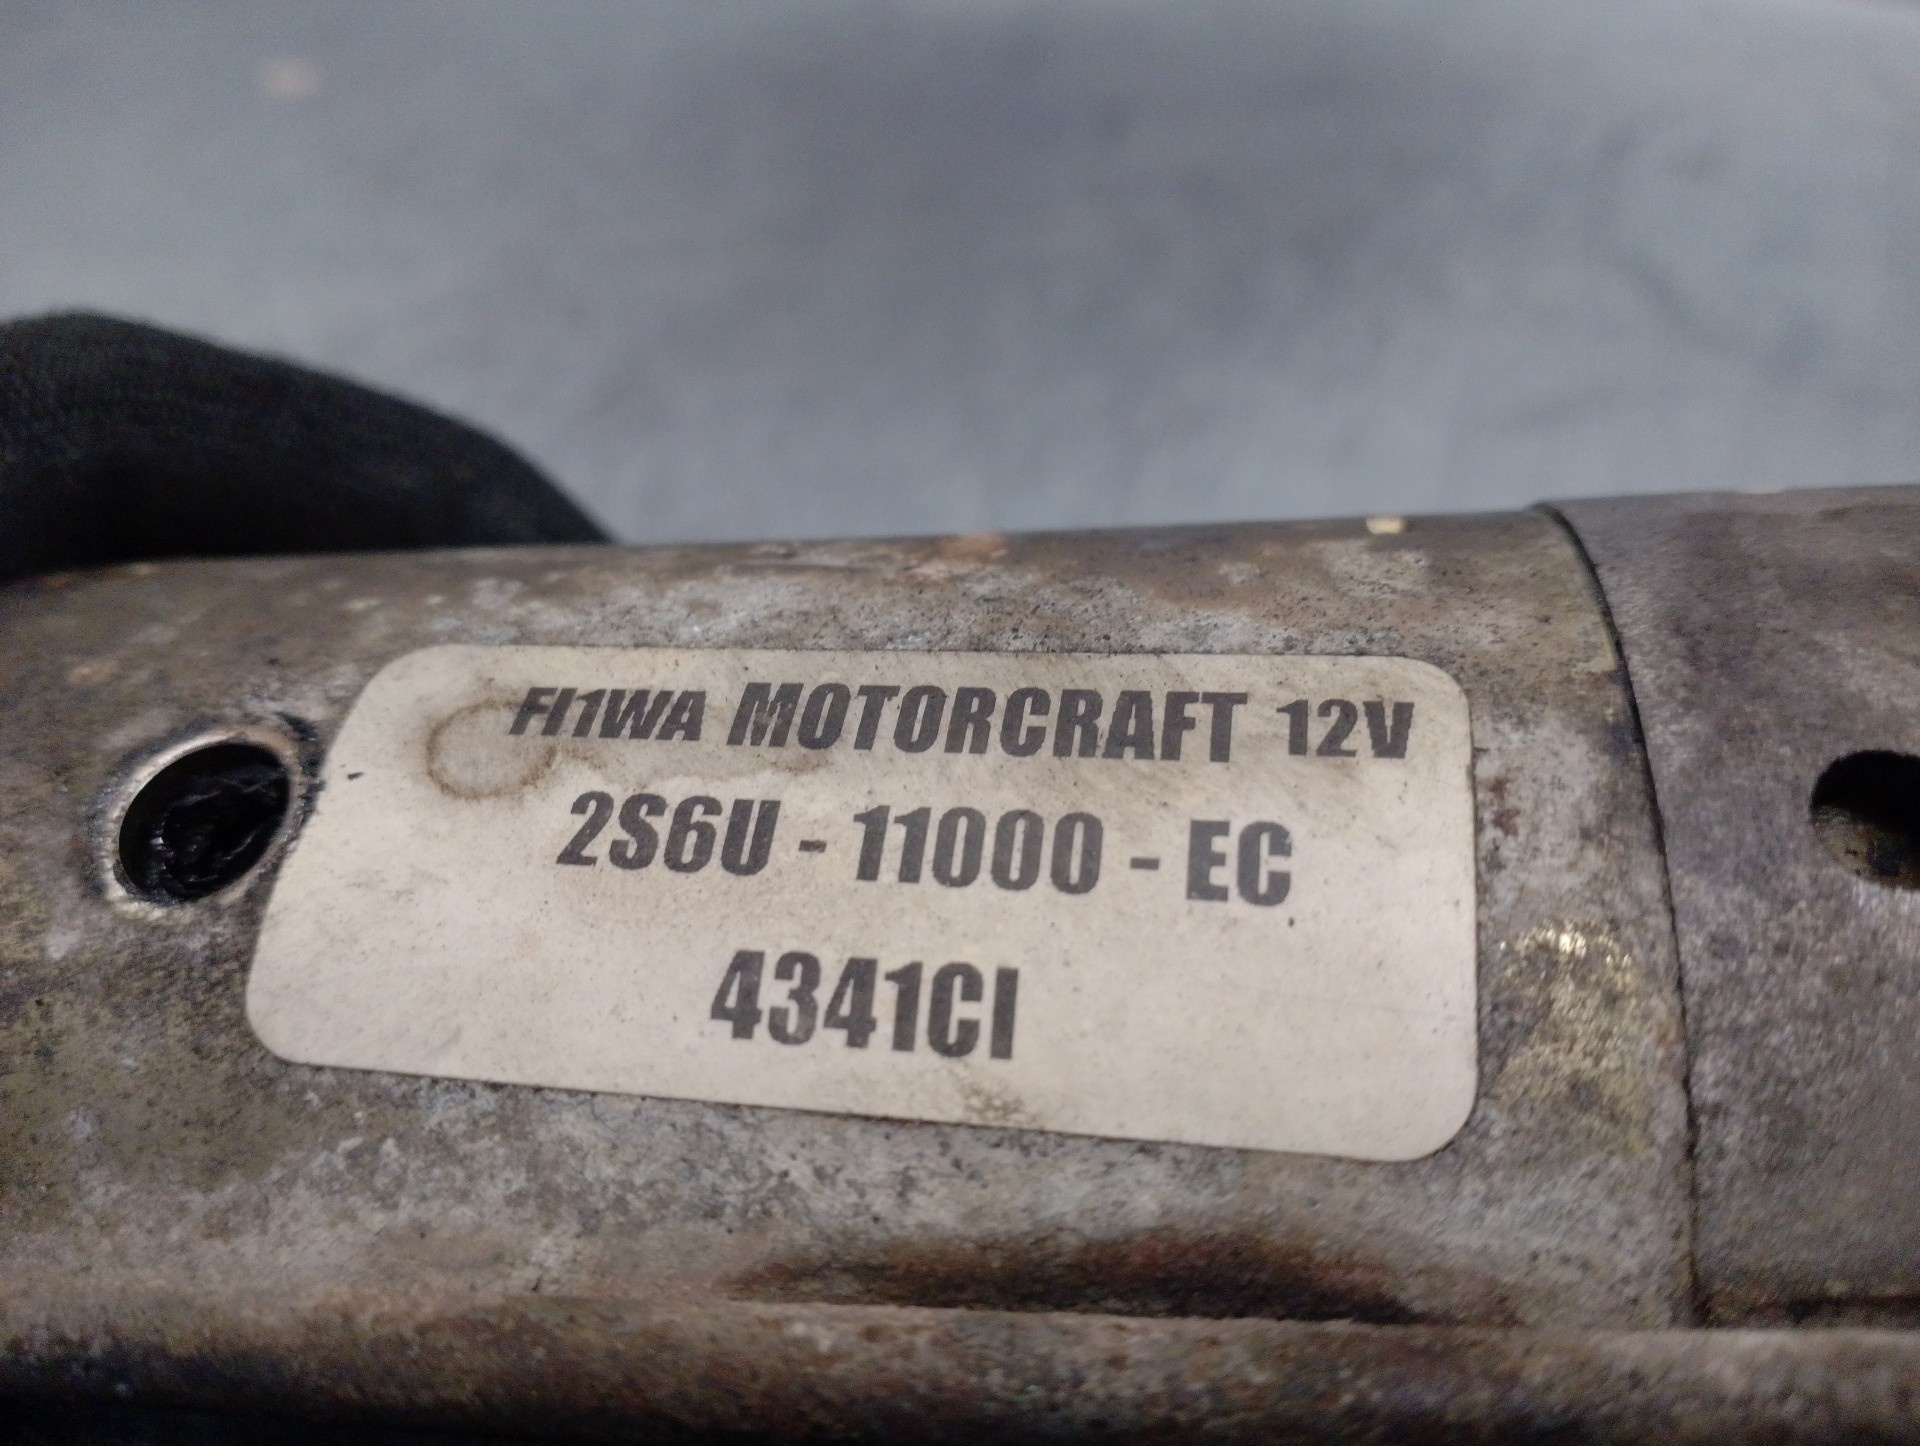 FI1WA MOTORCRAFT 12V
2S6U - 11000 - EC
4341CI